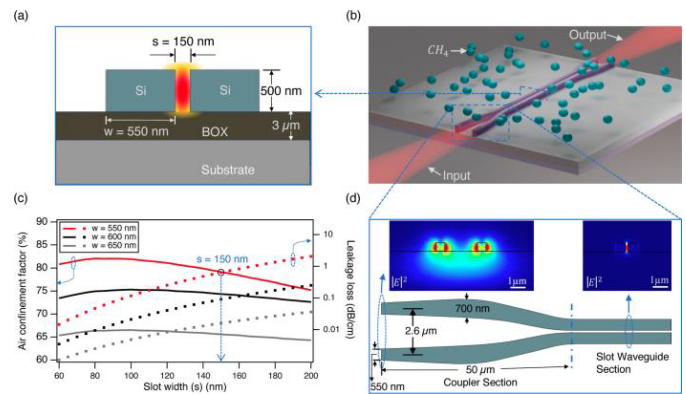 (a)
s = 150 nm
Si
Si
500 nm
w = 550 nm
BOX
3 μm
Substrate
(b)
Output
CH4
Input
(c)
w = 550 nm
w = 600 nm
w = 650 nm
s = 150 nm
Air confinement factor (%)
90
85
80
75
70
65
60
Leakage loss (dB/cm)
10
1
0.1
0.01
60
80
100
120
140
160
180
200
Slot width (s) (nm)
(d)
|E|²
1μm
|E|²
1μm
700 nm
2.6 μm
Slot Waveguide
Section
50 μm
Coupler Section
550 nm